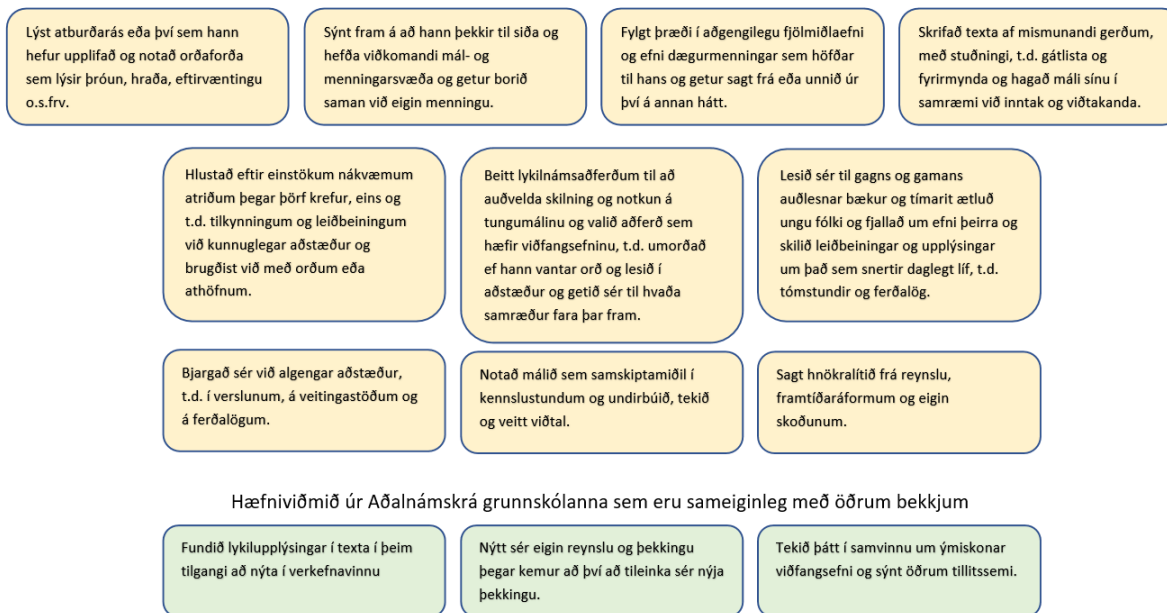 Lýst atburðarás eða því sem hann
hefur upplifað og notað orðaforða
sem lýsir þróun, hraða, eftirvæntingu
o.s.frv.
Sýnt fram á að hann þekkir til siða og
hefða viðkomandi mál- og
menningarsvæða og getur borið
saman við eigin menningu.
Fylgt þræði í aðgengilegu fjölmiðlaefni
og efni dægurmenningar sem höfðar
til hans og getur sagt frá eða unnið úr
því á annan hátt.
Skrifað texta af mismunandi gerðum,
með stuðningi, t.d. gátlista og
fyrirmynda og hagað máli sínu í
samræmi við inntak og viðtakanda.
Hlustað eftir einstökum nákvæmum
atriðum þegar þörf krefur, eins og
t.d. tilkynningum og leiðbeiningum
við kunnuglegar aðstæður og
brugðist við með orðum eða
athöfnum.
Beitt lykilnámsaðferðum til að
auðvelda skilning og notkun á
tungumálinu og valið aðferð sem
hæfir viðfangsefninu, t.d. umorðað
ef hann vantar orð og lesið í
aðstæður og getið sér til hvaða
samræður fara þar fram.
Lesið sér til gagns og gamans
auðlesnar bækur og tímarit ætluð
ungu fólki og fjallað um efni þeirra og
skilið leiðbeiningar og upplýsingar
um það sem snertir daglegt líf, t.d.
tómstundir og ferðalög.
Bjargað sér við algengar aðstæður,
t.d. í verslunum, á veitingastöðum og
á ferðalögum.
Notað málið sem samskiptamiðil í
kennslustundum og undirbúið, tekið
og veitt viðtal.
Sagt hnökralítið frá reynslu,
framtíðaráformum og eigin
skoðunum.
Hæfniviðmið úr Aðalnámskrá grunnskólanna sem eru sameiginleg með öðrum bekkjum
Fundið lykilupplýsingar í texta í þeim
tilgangi að nýta í verkefnavinnu
Nýtt sér eigin reynslu og þekkingu
þegar kemur að því að tileinka sér nýja
þekkingu.
Tekið þátt í samvinnu um ýmiskonar
viðfangsefni og sýnt öðrum tillitssemi.